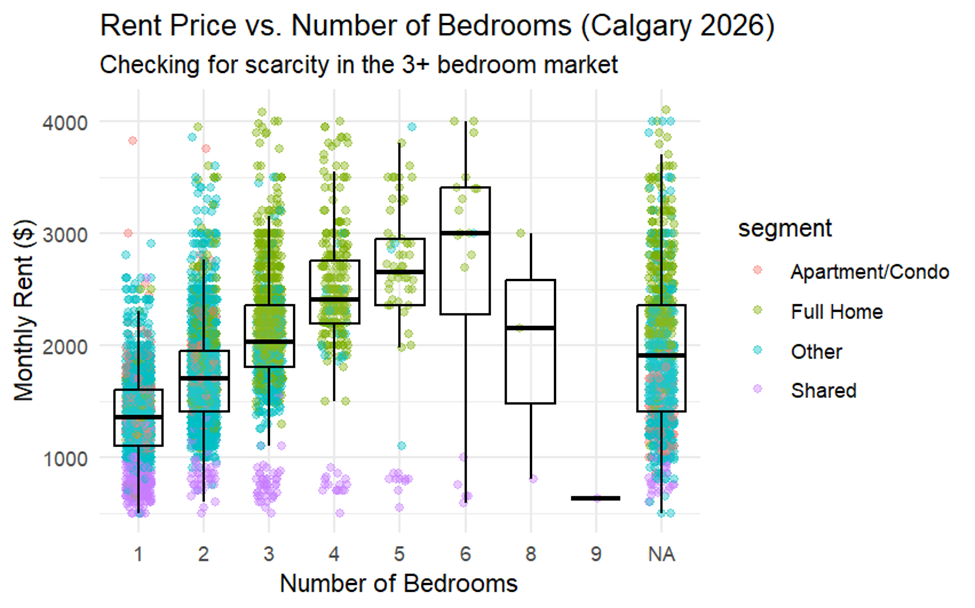 Rent Price vs. Number of Bedrooms (Calgary 2026)
Checking for scarcity in the 3+ bedroom market
4000
3000
2000
1000
Monthly Rent ($)
1 2 3 4 5 6 8 9 NA
Number of Bedrooms
segment
Apartment/Condo
Full Home
Other
Shared